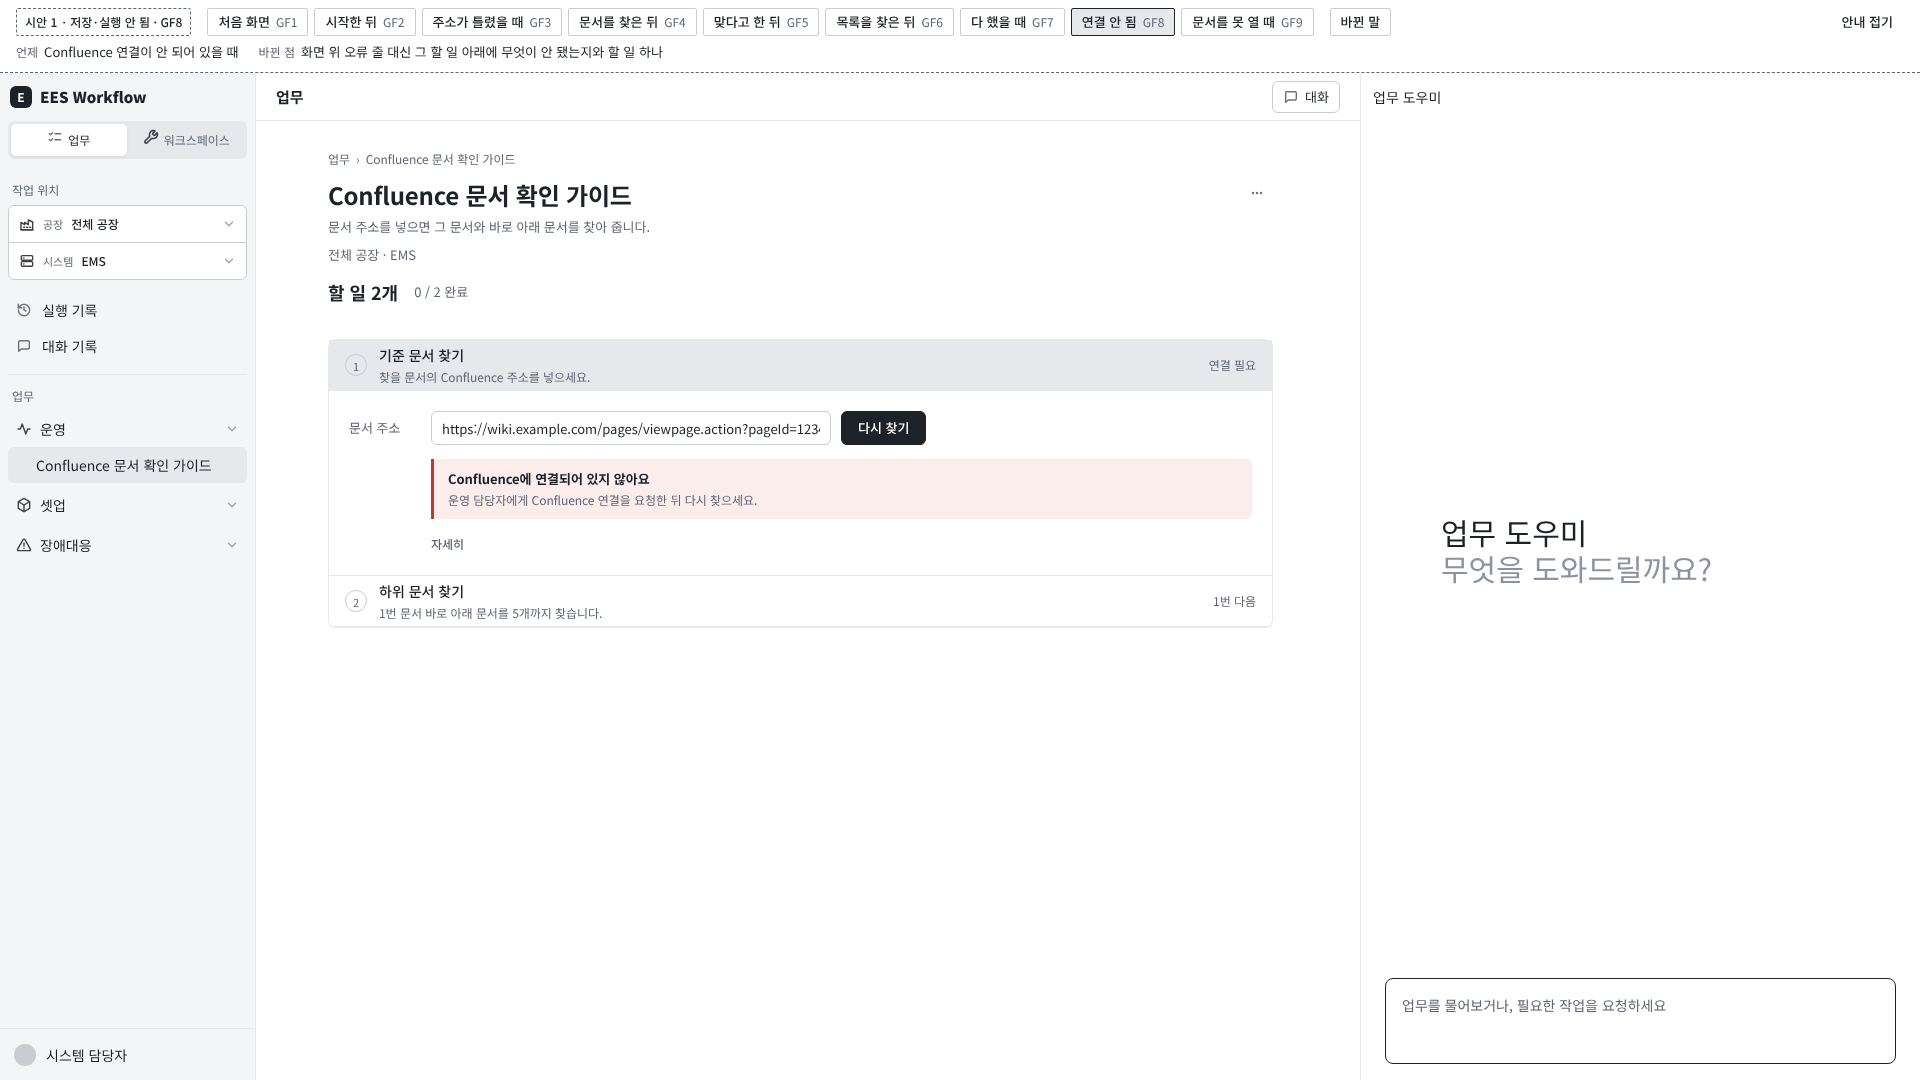 시안 1 · 저장·실행 안 됨 · GF8
처음 화면 GF1
시작한 뒤 GF2
주소가 틀렸을 때 GF3
문서를 찾은 뒤 GF4
맞다고 한 뒤 GF5
목록을 찾은 뒤 GF6
다 했을 때 GF7
연결 안 됨 GF8
문서를 못 열 때 GF9
바뀐 말
안내 접기
언제 Confluence 연결이 안 되어 있을 때 바뀐 점 화면 위 오류 줄 대신 그 할 일 아래에 무엇이 안 됐는지와 할 일 하나
E EES Workflow
업무
워크스페이스
작업 위치
공장 전체 공장
시스템 EMS
실행 기록
대화 기록
업무
운영
Confluence 문서 확인 가이드
셋업
장애대응
시스템 담당자
업무
대화
업무 › Confluence 문서 확인 가이드
Confluence 문서 확인 가이드
...
문서 주소를 넣으면 그 문서와 바로 아래 문서를 찾아 줍니다.
전체 공장 · EMS
할 일 2개 0 / 2 완료
1 기준 문서 찾기
찾을 문서의 Confluence 주소를 넣으세요.
연결 필요
문서 주소
https://wiki.example.com/pages/viewpage.action?pageId=123
다시 찾기
Confluence에 연결되어 있지 않아요
운영 담당자에게 Confluence 연결을 요청한 뒤 다시 찾으세요.
자세히
2 하위 문서 찾기
1번 문서 바로 아래 문서를 5개까지 찾습니다.
1번 다음
업무 도우미
업무 도우미
무엇을 도와드릴까요?
업무를 물어보거나, 필요한 작업을 요청하세요